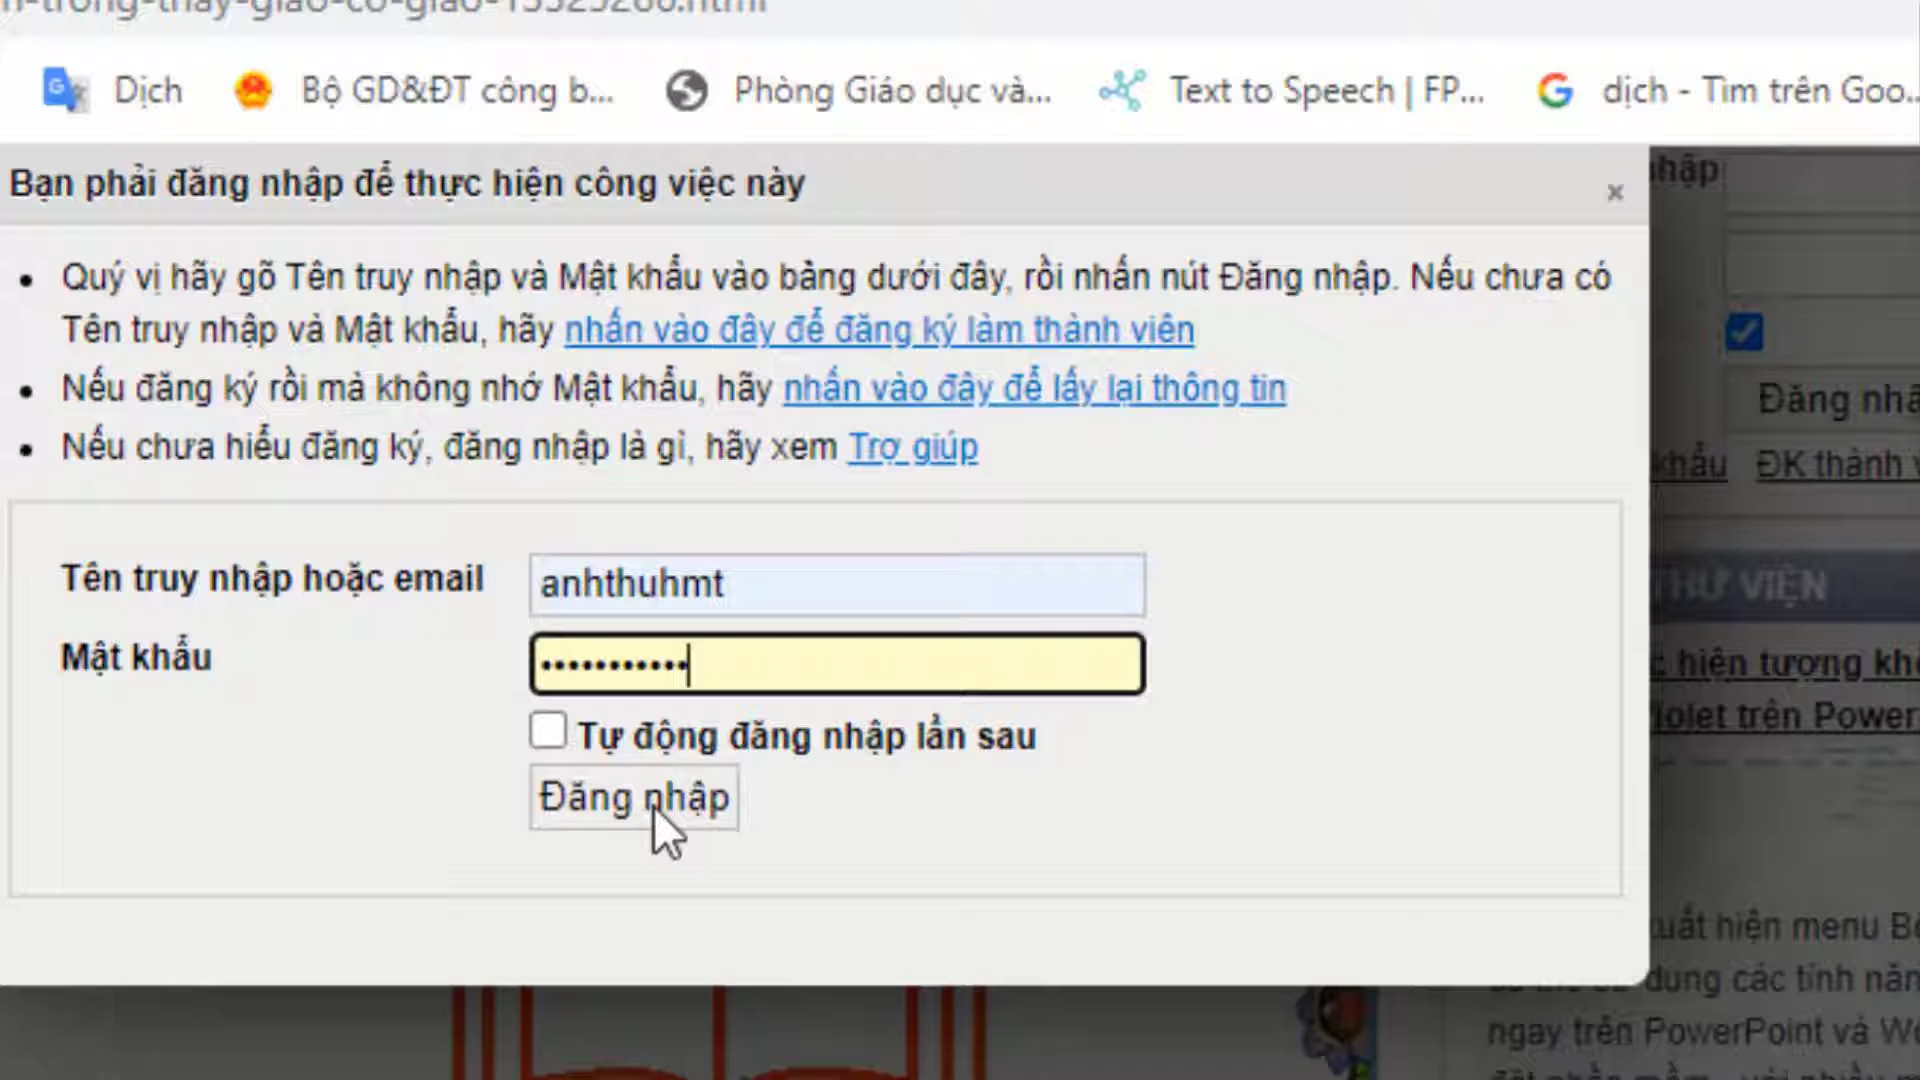 Dịch Bộ GD&ĐT công b... Phòng Giáo dục và... Text to Speech | FP... dịch - Tìm trên Goo...
Bạn phải đăng nhập để thực hiện công việc này
×
Quý vị hãy gõ Tên truy nhập và Mật khẩu vào bảng dưới đây, rồi nhấn nút Đăng nhập. Nếu chưa có
Tên truy nhập và Mật khẩu, hãy nhấn vào đây để đăng ký làm thành viên
Nếu đăng ký rồi mà không nhớ Mật khẩu, hãy nhấn vào đây để lấy lại thông tin
Nếu chưa hiểu đăng ký, đăng nhập là gì, hãy xem Trợ giúp
Tên truy nhập hoặc email anhthuhmt
Mật khẩu •••••••••••
Tự động đăng nhập lần sau
Đăng nhập
nhập
Đăng
khẩu ĐK thành
THƯ VIỆN
hiện tượng
trên
hiện menu
dung các tính
ngay trên PowerPoint và